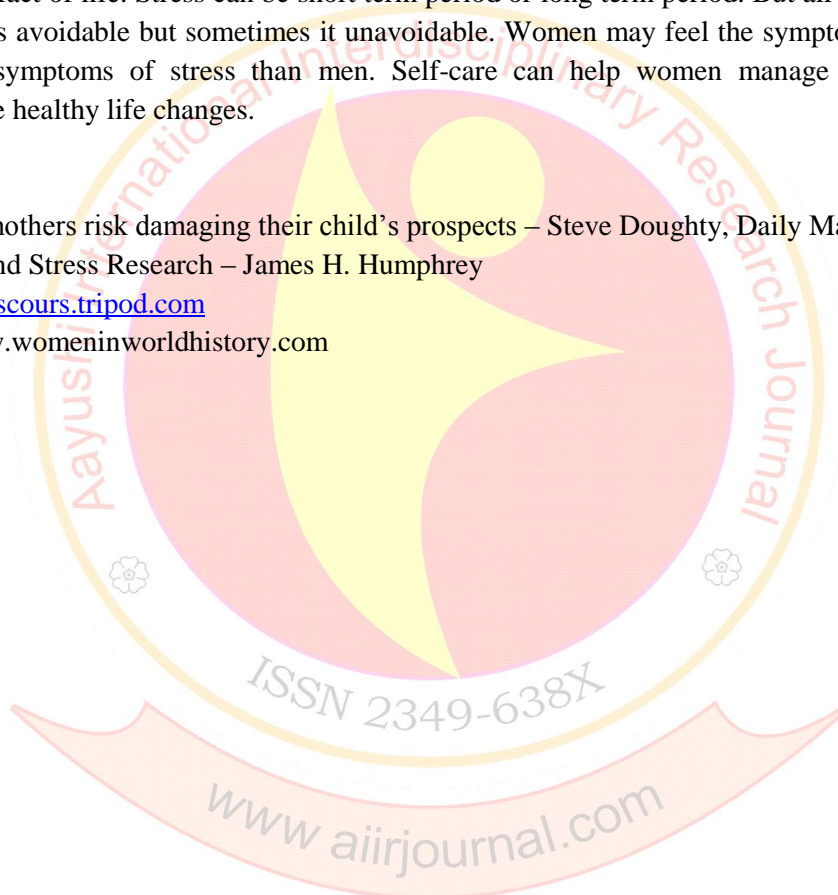 act of life. Stress can be short term period or long term period. But all
s avoidable but sometimes it unavoidable. Women may feel the sympto
symptoms of stress than men. Self-care can help women manage
e healthy life changes.
nothers risk damaging their child's prospects – Steve Doughty, Daily Ma
nd Stress Research – James H. Humphrey
scours.tripod.com
.womeninworldhistory.com
Aayushi International Interdisciplinary Research Journal
ISSN 2349-638X
www aiirjournal.com